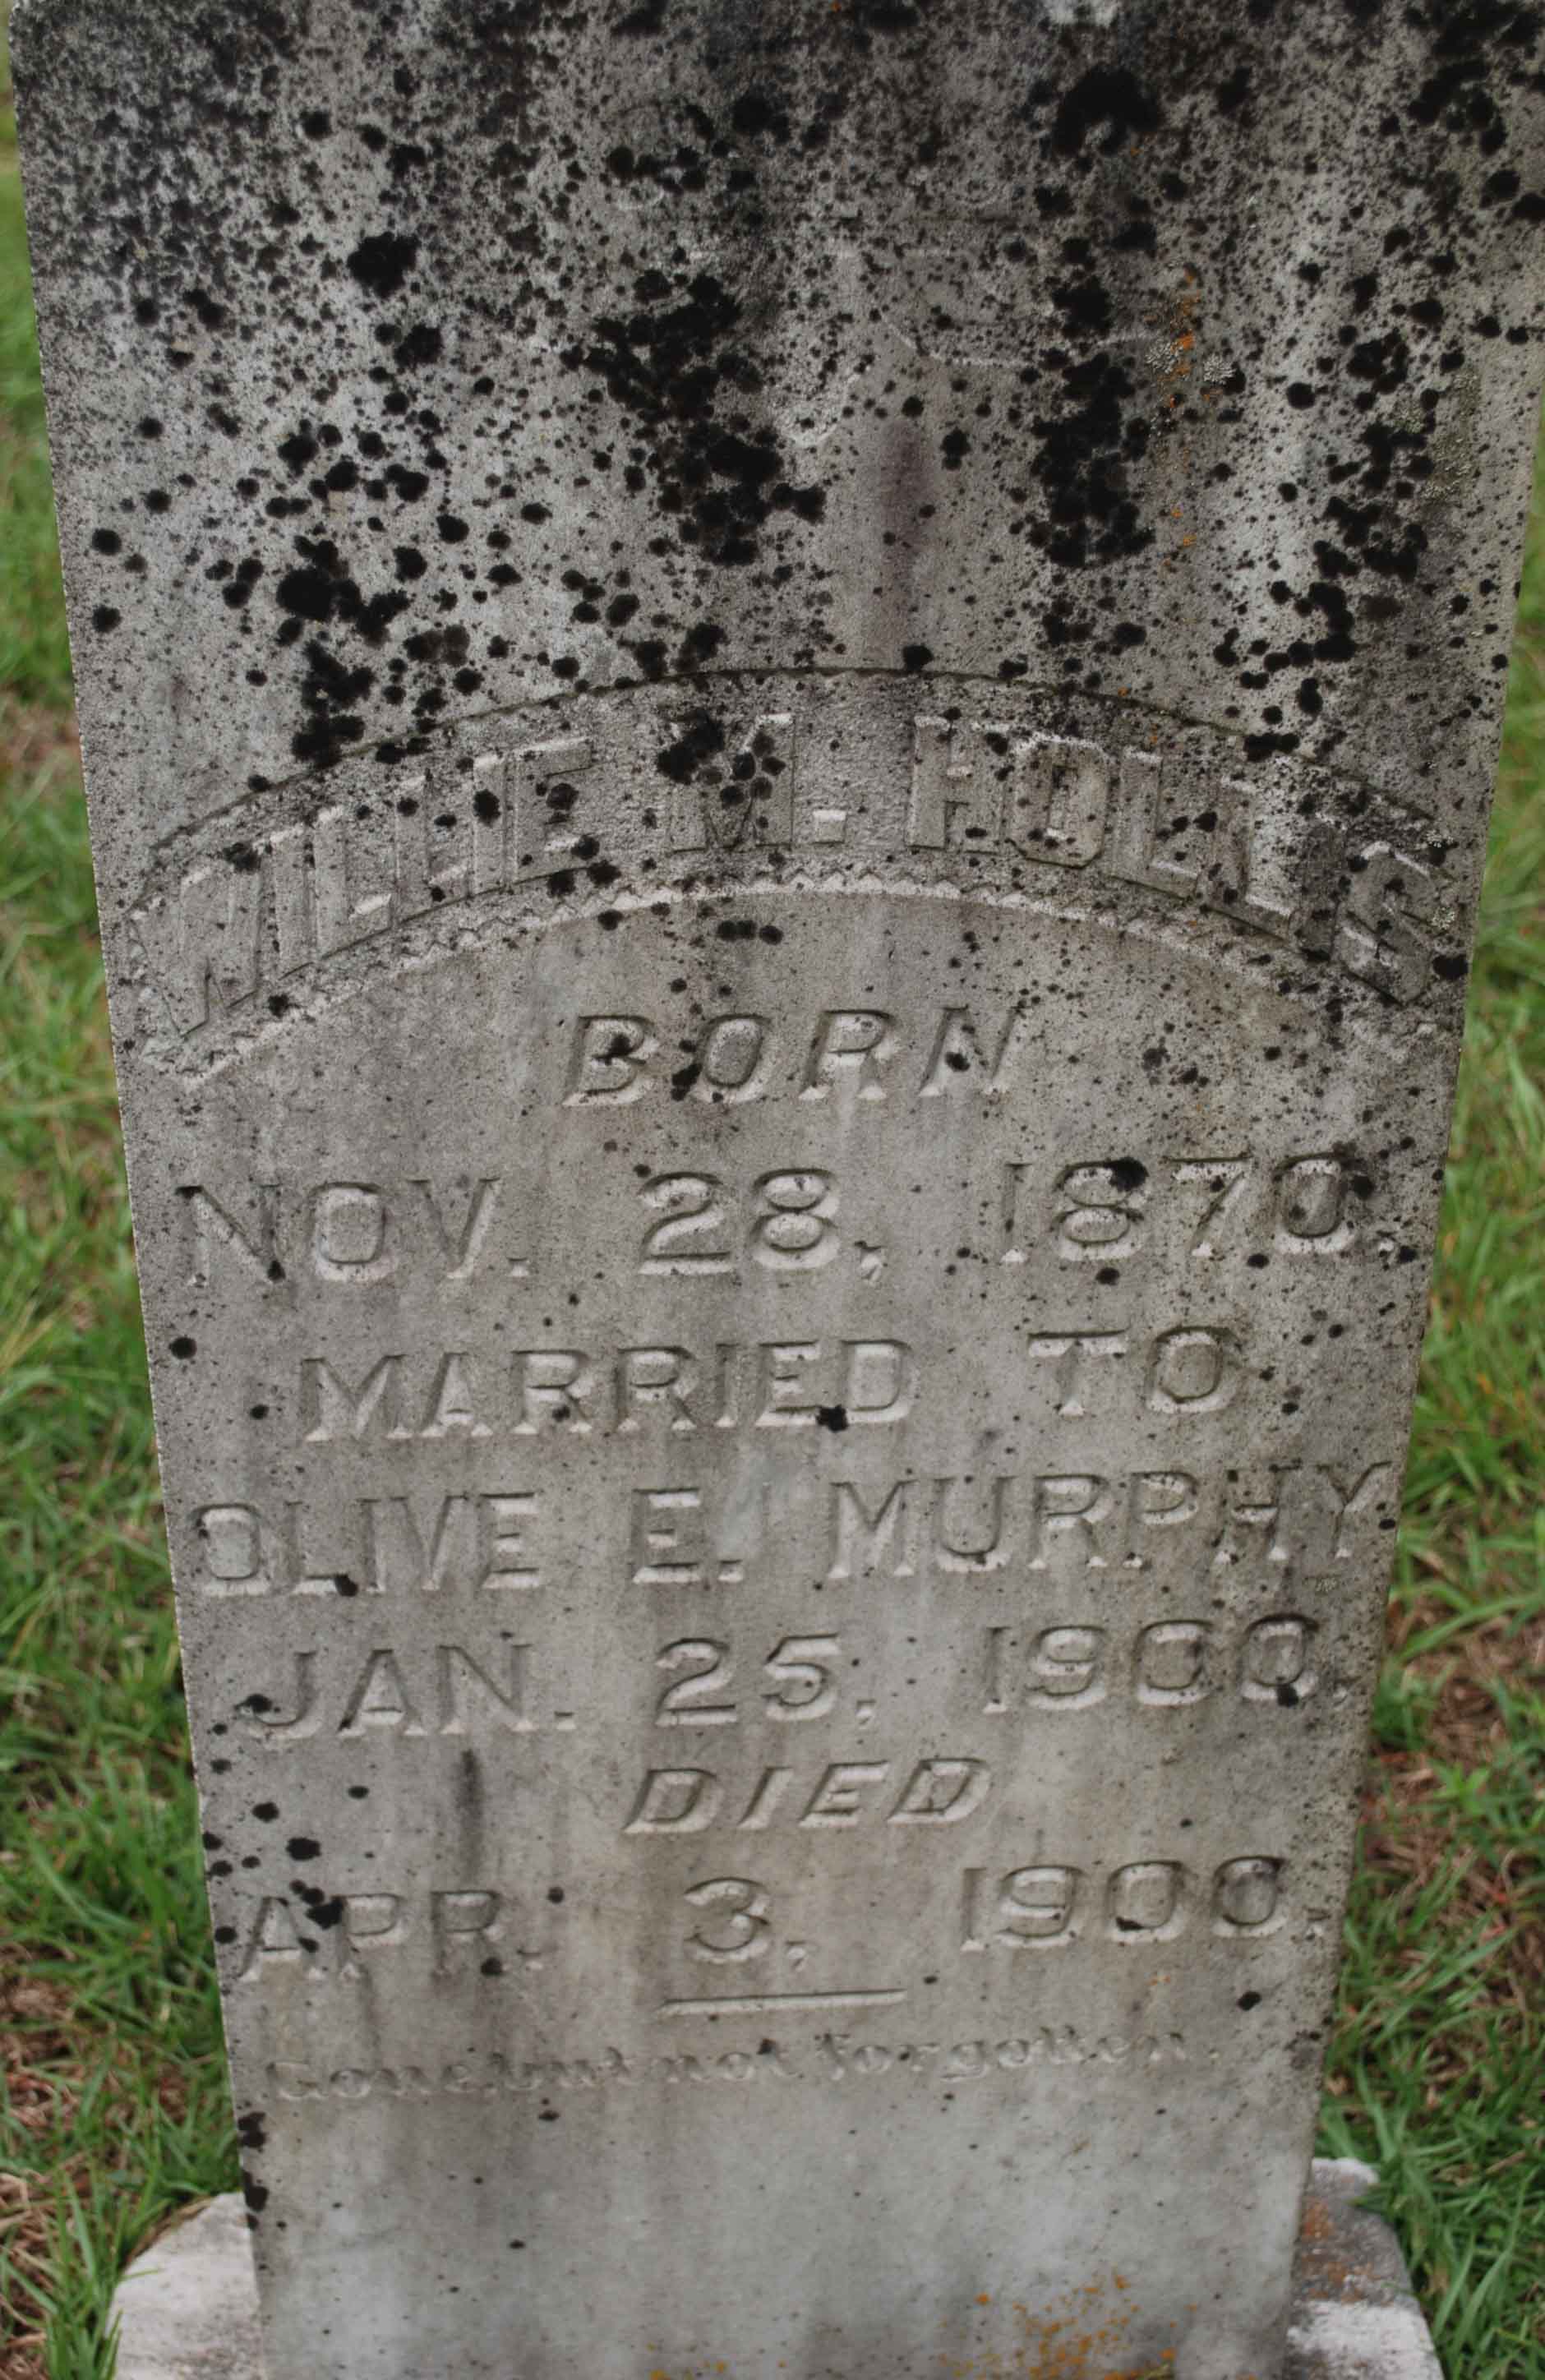 WILLIE M. HOLLIS
BORN
NOV. 28, 1870.
MARRIED TO
OLIVE E. MURPHY
JAN. 25, 1900.
DIED
APR. 3, 1900.
Gone but not forgotten.